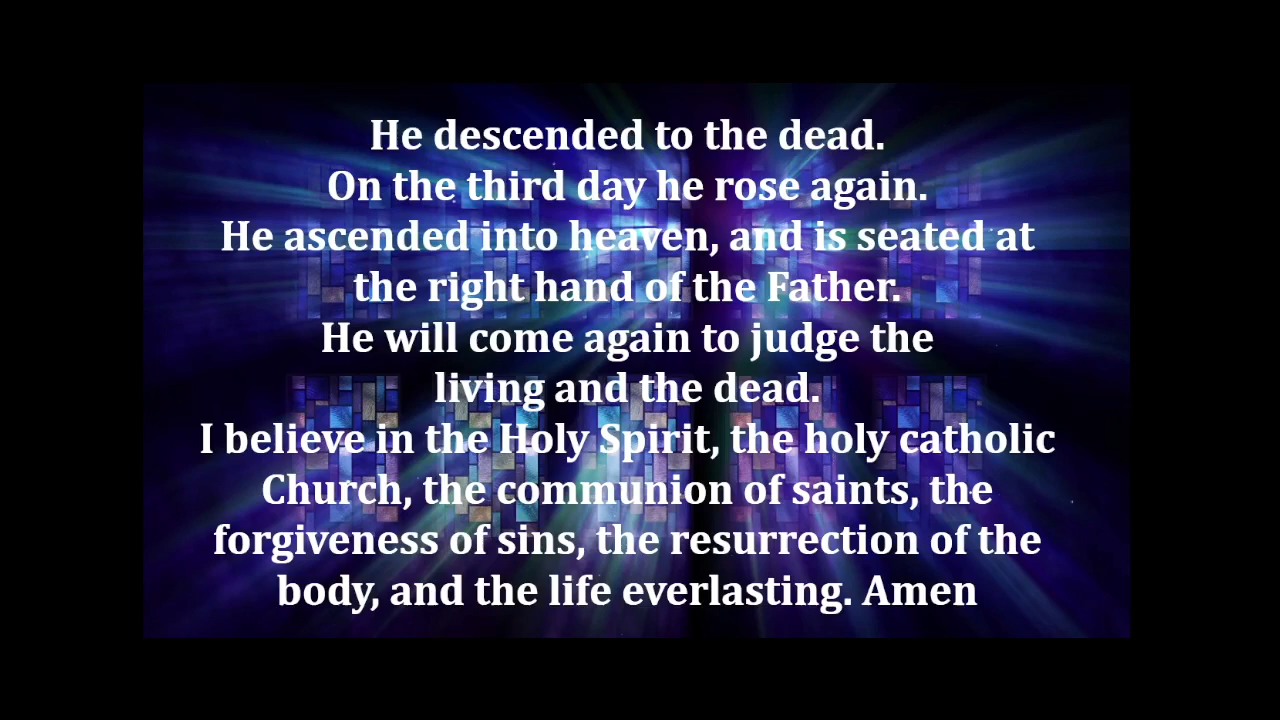 He descended to the dead.
On the third day he rose again.
He ascended into heaven, and is seated at
the right hand of the Father.
He will come again to judge the
living and the dead.
I believe in the Holy Spirit, the holy catholic
Church, the communion of saints, the
forgiveness of sins, the resurrection of the
body, and the life everlasting. Amen